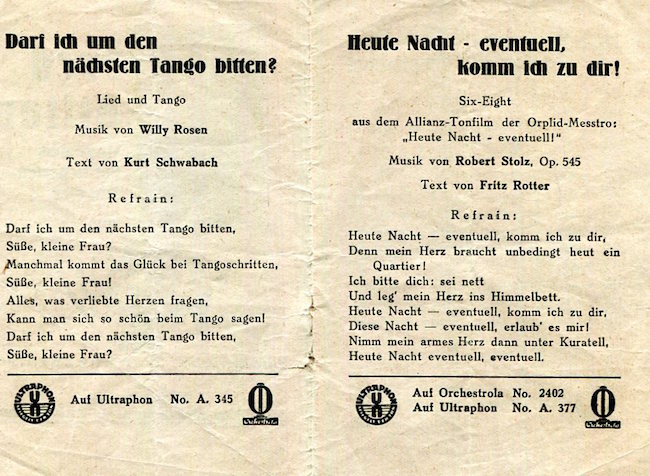 Darf ich um den
nächsten Tango bitten?
Lied und Tango
Musik von Willy Rosen
Text von Kurt Schwabach
Refrain:
Darf ich um den nächsten Tango bitten,
Süße, kleine Frau?
Manchmal kommt das Glück bei Tangoschritten,
Süße, kleine Frau!
Alles, was verliebte Herzen fragen,
Kann man sich so schön beim Tango sagen!
Darf ich um den nächsten Tango bitten,
Süße, kleine Frau?
ULTRAPHON
Auf Ultraphon No. A. 345
Orchestrola
Heute Nacht - eventuell,
komm ich zu dir!
Six-Eight
aus dem Allianz-Tonfilm der Orplid-Messtro:
„Heute Nacht - eventuell!"
Musik von Robert Stolz, Op. 545
Text von Fritz Rotter
Refrain:
Heute Nacht — eventuell, komm ich zu dir,
Denn mein Herz braucht unbedingt heut ein
Quartier!
Ich bitte dich: sei nett
Und leg' mein Herz ins Himmelbett.
Heute Nacht — eventuell, komm ich zu dir,
Diese Nacht — eventuell, erlaub' es mir!
Nimm mein armes Herz dann unter Kuratell,
Heute Nacht eventuell, eventuell.
ULTRAPHON
Auf Orchestrola No. 2402
Auf Ultraphon No. A. 377
Orchestrola